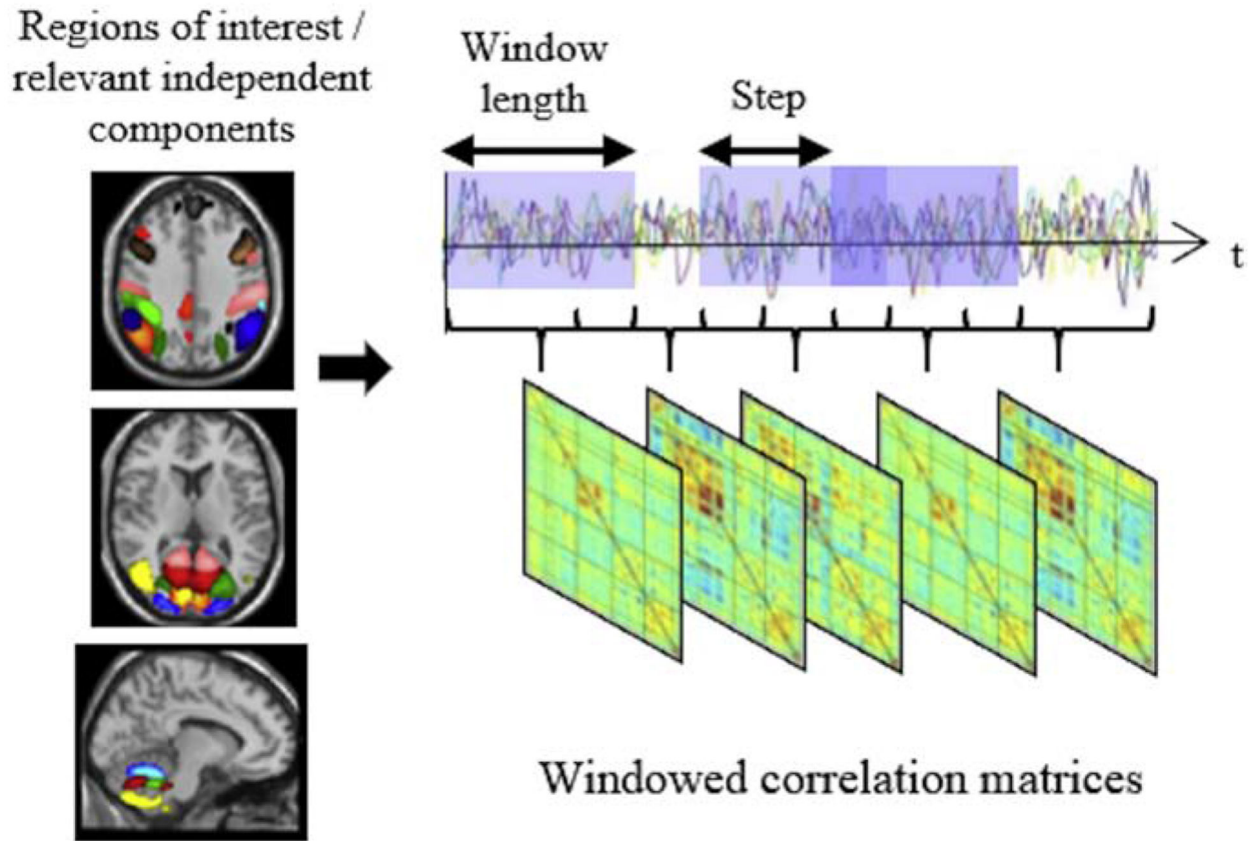 Regions of interest /
relevant independent
components
Window
length
Step
t
Windowed correlation matrices